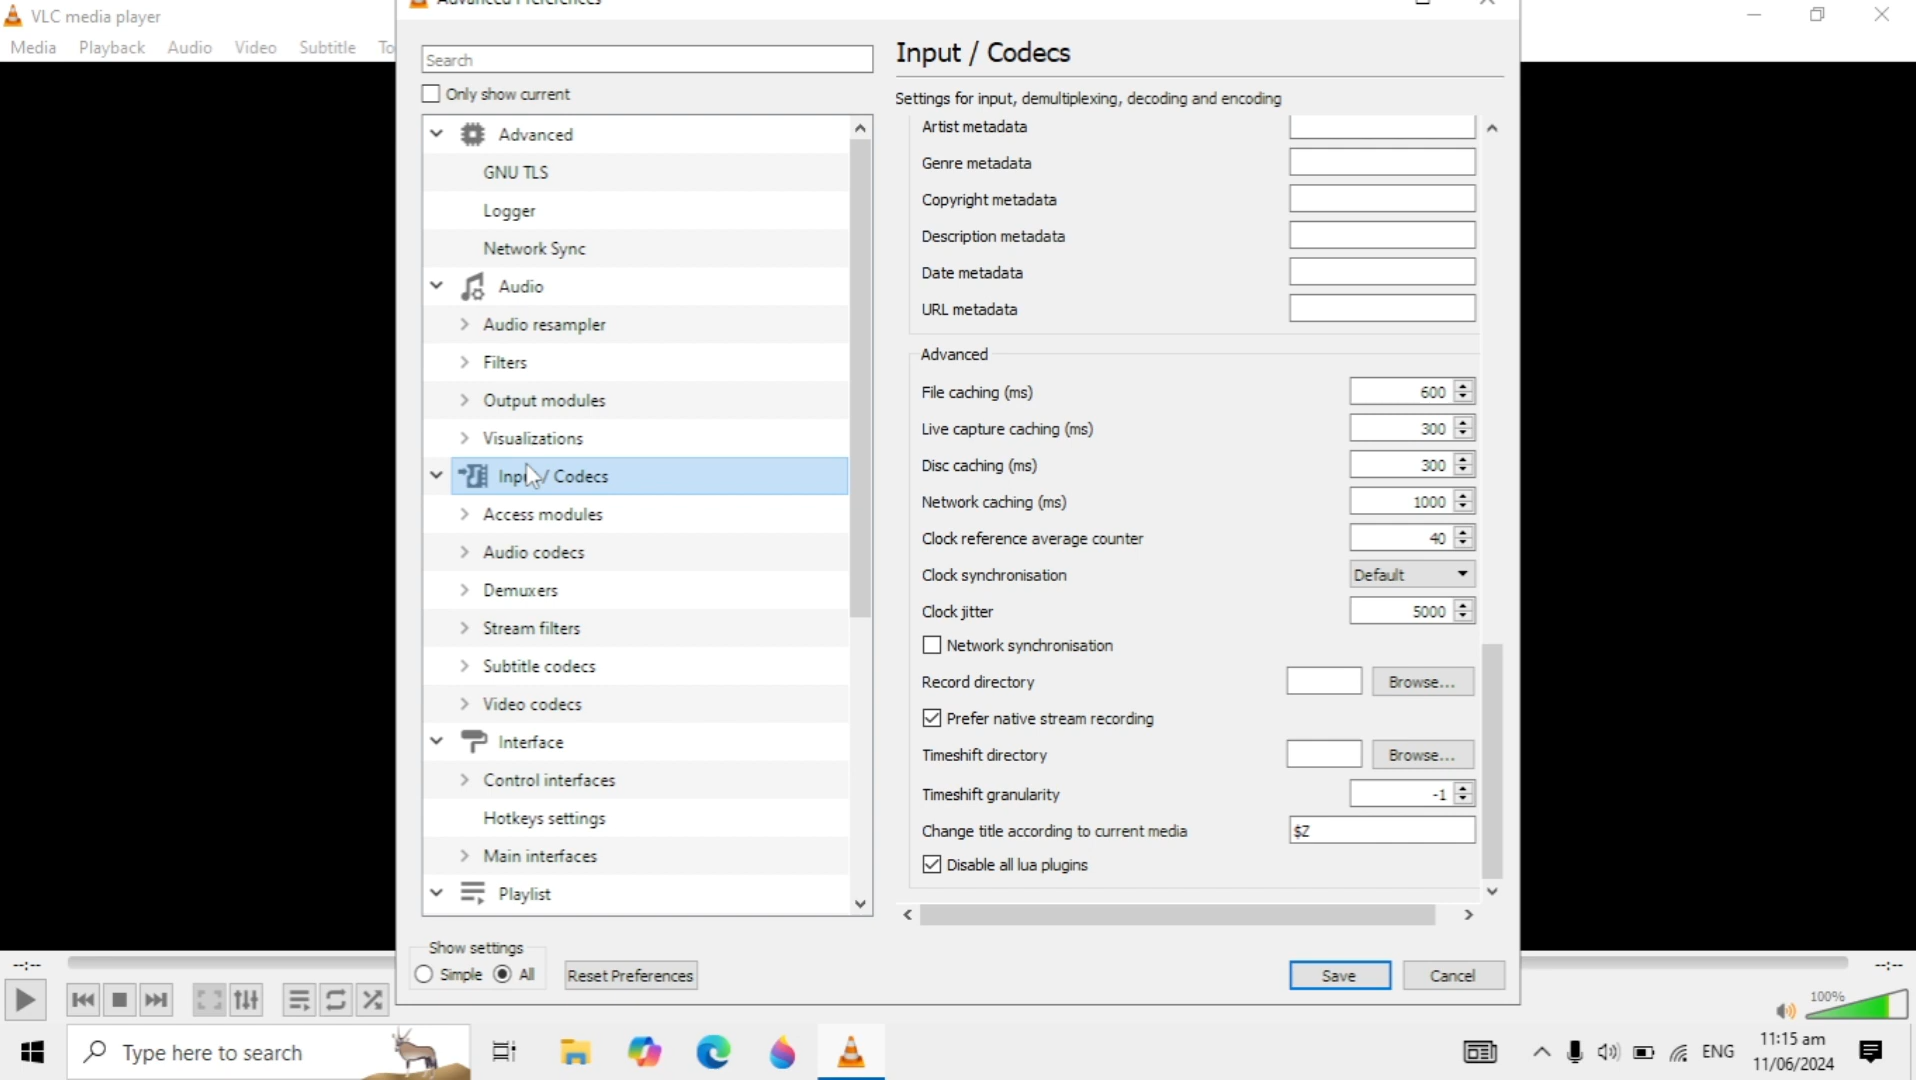 VLC media player
Advanced Preferences
Media Playback Audio Video Subtitle To
Search
Only show current
Advanced
GNU TLS
Logger
Network Sync
Audio
Audio resampler
Filters
Output modules
Visualizations
Input / Codecs
Access modules
Audio codecs
Demuxers
Stream filters
Subtitle codecs
Video codecs
Interface
Control interfaces
Hotkeys settings
Main interfaces
Playlist
Show settings
Simple All
Reset Preferences
Input / Codecs
Settings for input, demultiplexing, decoding and encoding
Artist metadata
Genre metadata
Copyright metadata
Description metadata
Date metadata
URL metadata
Advanced
File caching (ms) 600
Live capture caching (ms) 300
Disc caching (ms) 300
Network caching (ms) 1000
Clock reference average counter 40
Clock synchronisation Default
Clock jitter 5000
Network synchronisation
Record directory Browse...
Prefer native stream recording
Timeshift directory Browse...
Timeshift granularity -1
Change title according to current media $Z
Disable all lua plugins
Save Cancel
--:-- --:--
100%
Type here to search
ENG
11:15 am
11/06/2024